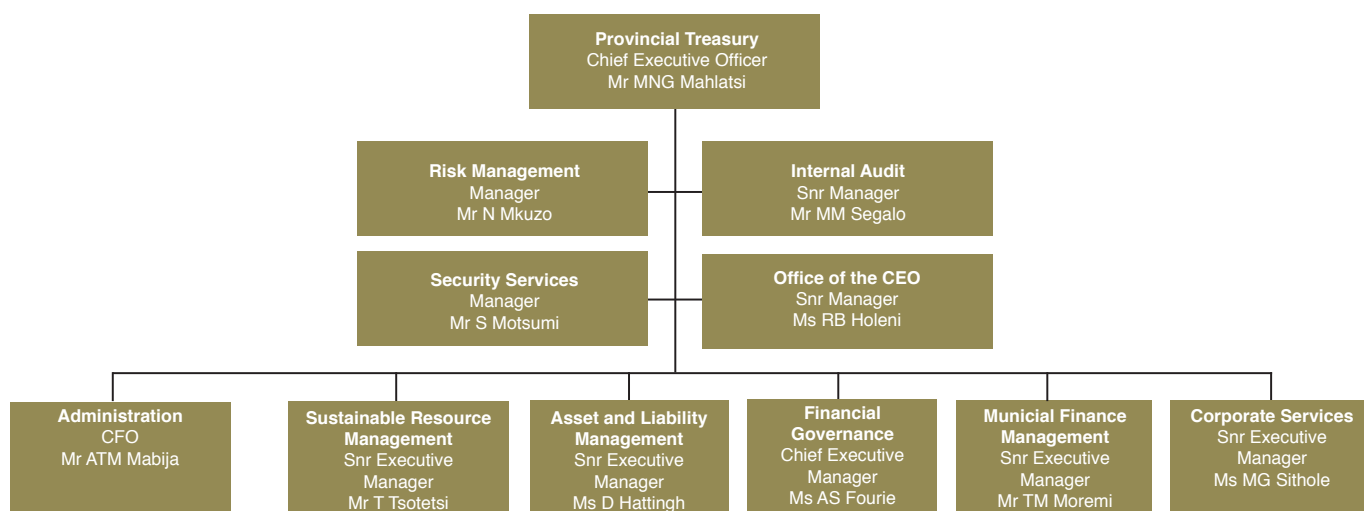 Provincial Treasury
Chief Executive Officer
Mr MNG Mahlatsi
Risk Management
Manager
Mr N Mkuzo
Internal Audit
Snr Manager
Mr MM Segalo
Security Services
Manager
Mr S Motsumi
Office of the CEO
Snr Manager
Ms RB Holeni
Administration
CFO
Mr ATM Mabija
Sustainable Resource
Management
Snr Executive
Manager
Mr T Tsotetsi
Asset and Liability
Management
Snr Executive
Manager
Ms D Hattingh
Financial
Governance
Chief Executive
Manager
Ms AS Fourie
Municial Finance
Management
Snr Executive
Manager
Mr TM Moremi
Corporate Services
Snr Executive
Manager
Ms MG Sithole